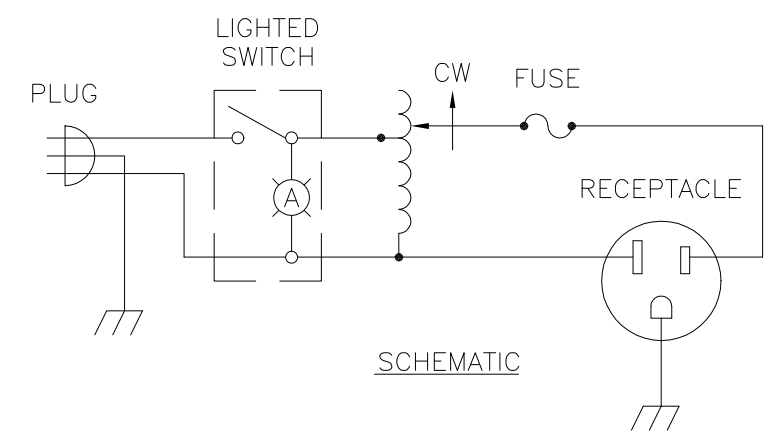 LIGHTED
SWITCH
PLUG
CW
FUSE
A
RECEPTACLE
SCHEMATIC